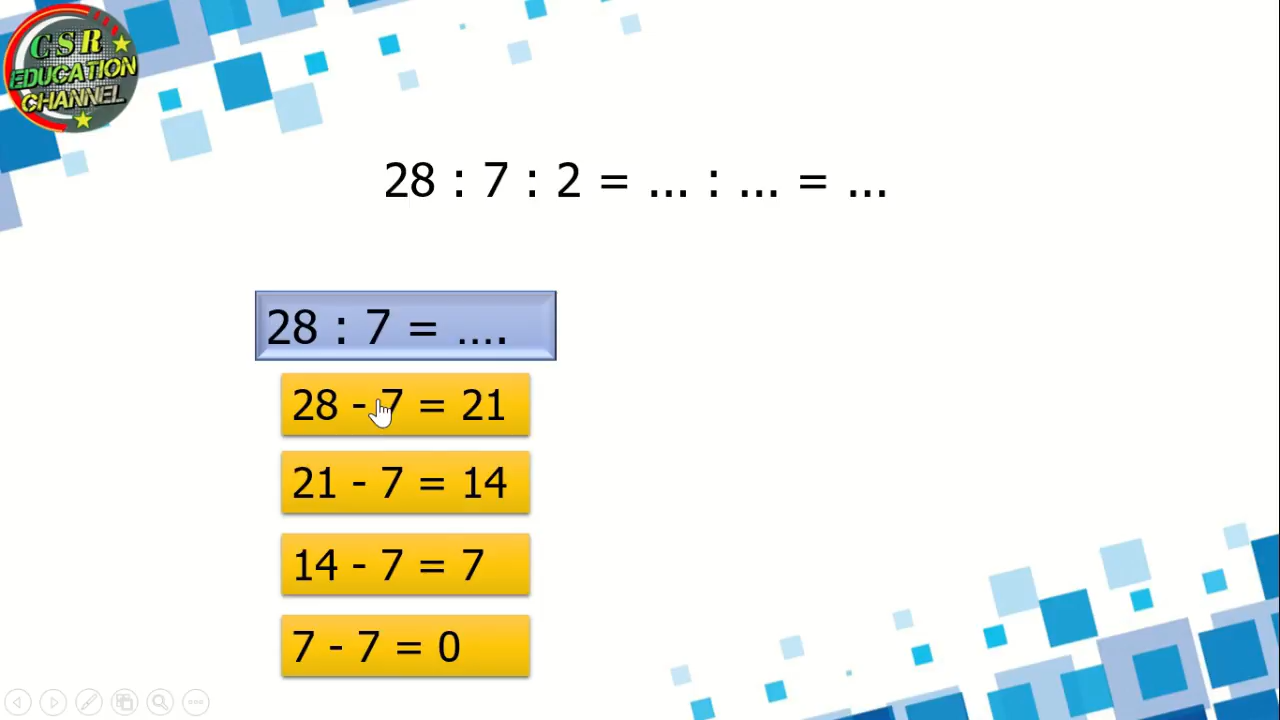 CSR
EDUCATION
CHANNEL
28 : 7 : 2 = ... : ... = ...
28 : 7 = ....
28 - 7 = 21
21 - 7 = 14
14 - 7 = 7
7 - 7 = 0